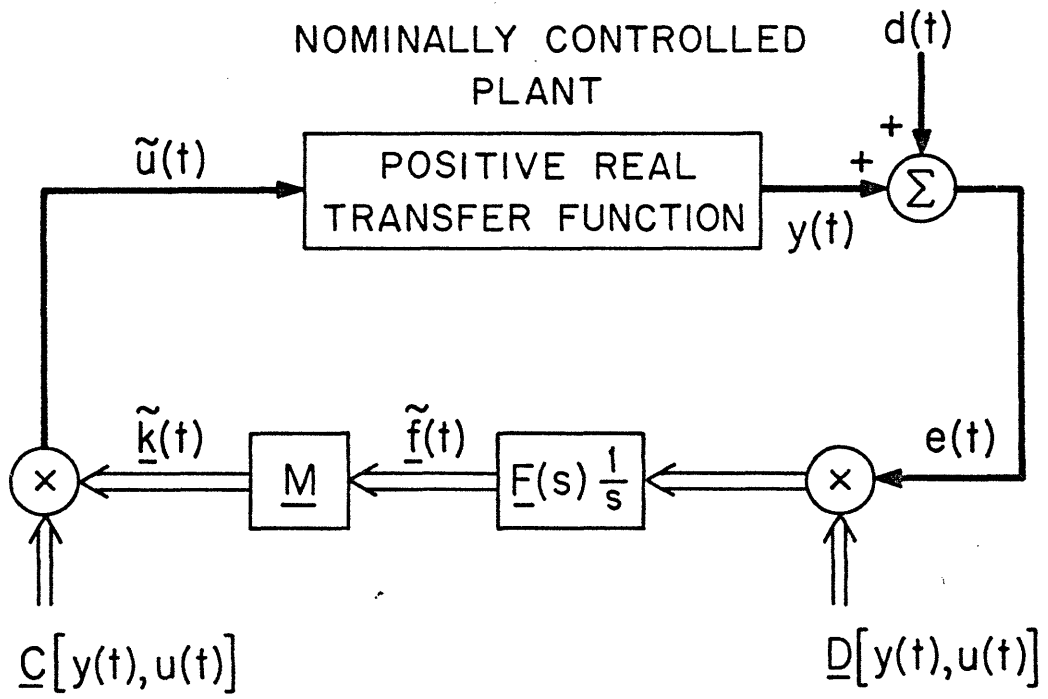 NOMINALLY CONTROLLED
PLANT
d(t)
+
+
ũ(t)
POSITIVE REAL
TRANSFER FUNCTION
y(t)
Σ
k̲̃(t)
f̲̃(t)
e(t)
×
M̲
F̲(s) 1/s
×
C̲[y(t),u(t)]
D̲[y(t),u(t)]